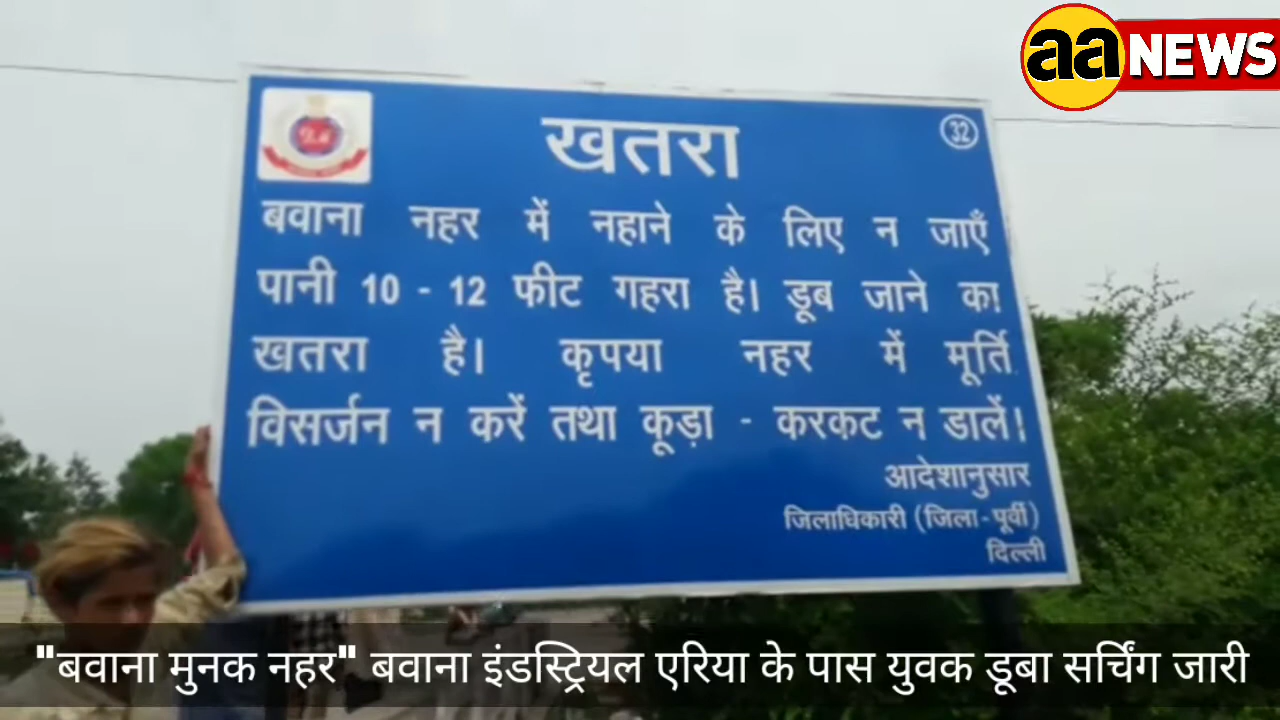 aa NEWS
खतरा
32
बवाना नहर में नहाने के लिए न जाएँ
पानी 10 - 12 फीट गहरा है। डूब जाने का
खतरा है। कृपया नहर में मूर्ति
विसर्जन न करें तथा कूड़ा - करकट न डालें।
आदेशानुसार
जिलाधिकारी (जिला - पूर्वी)
दिल्ली
"बवाना मुनक नहर" बवाना इंडस्ट्रियल एरिया के पास युवक डूबा सर्चिंग जारी